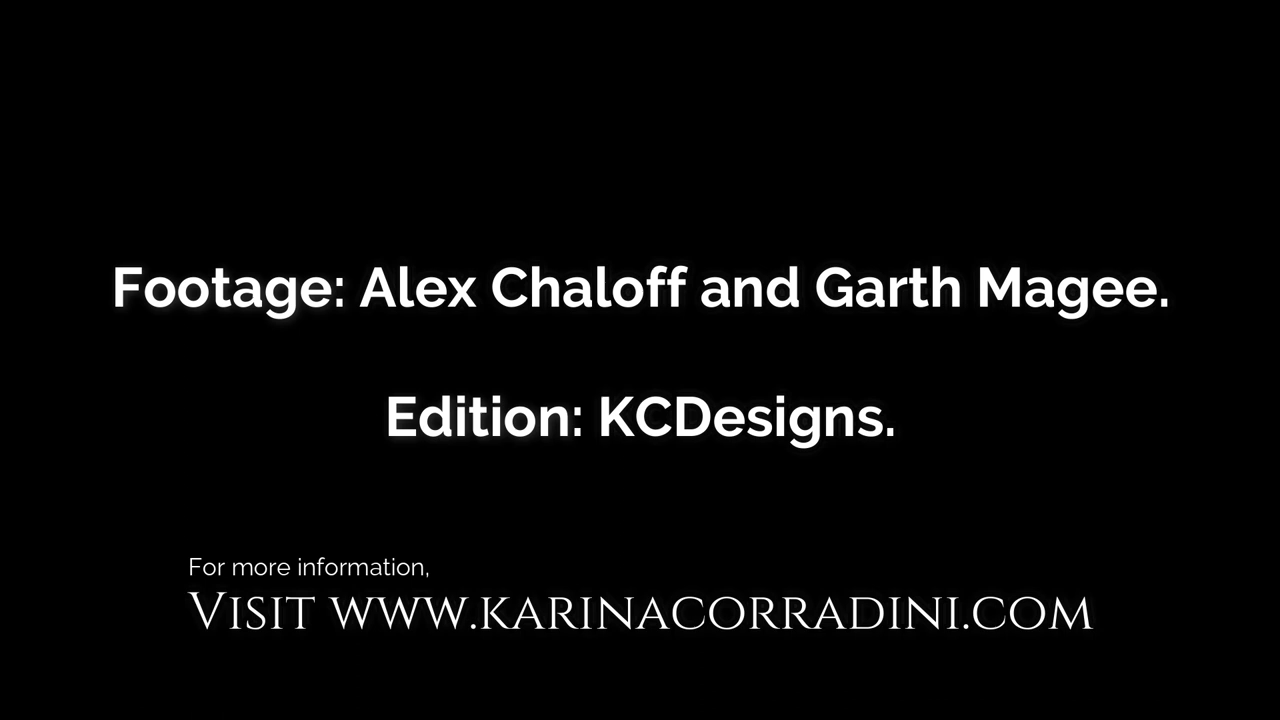 Footage: Alex Chaloff and Garth Magee.
Edition: KCDesigns.
For more information,
Visit www.karinacorradini.com